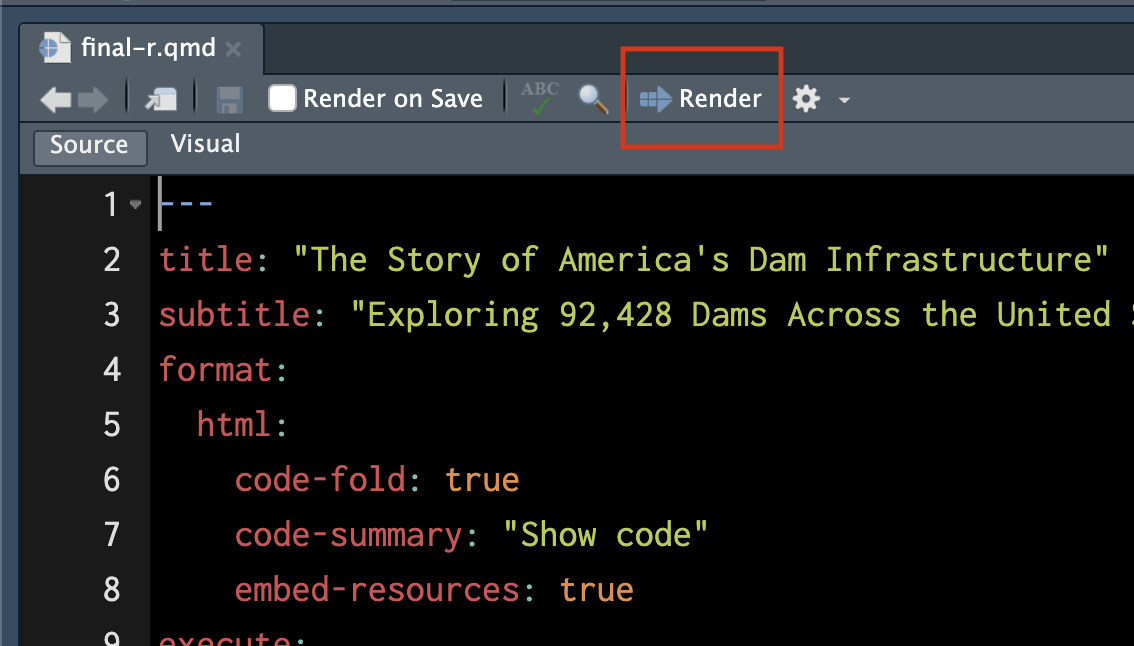 final-r.qmd
Render on Save ABC Render
Source Visual
1 ---
2 title: "The Story of America's Dam Infrastructure"
3 subtitle: "Exploring 92,428 Dams Across the United
4 format:
5 html:
6 code-fold: true
7 code-summary: "Show code"
8 embed-resources: true
9 execute: